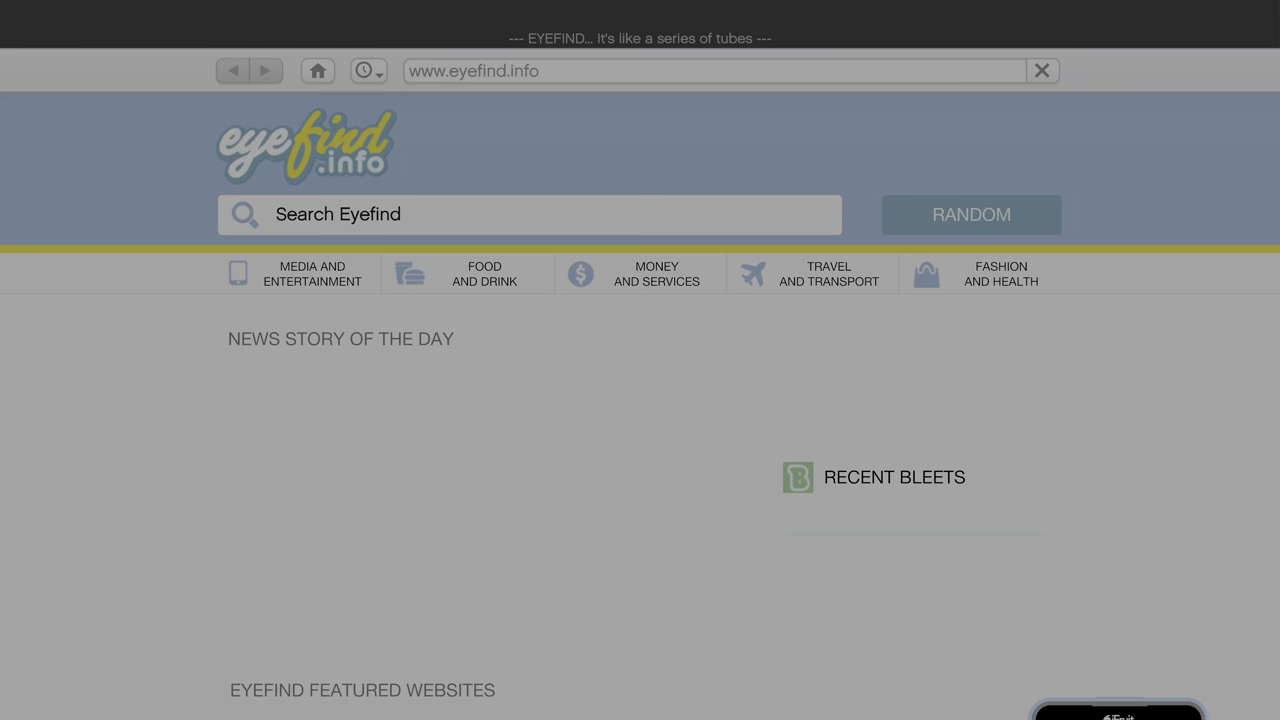 --- EYEFIND... It's like a series of tubes ---
www.eyefind.info
eyefind
.info
Search Eyefind
RANDOM
MEDIA AND
ENTERTAINMENT
FOOD
AND DRINK
MONEY
AND SERVICES
TRAVEL
AND TRANSPORT
FASHION
AND HEALTH
NEWS STORY OF THE DAY
B
RECENT BLEETS
EYEFIND FEATURED WEBSITES
iFruit